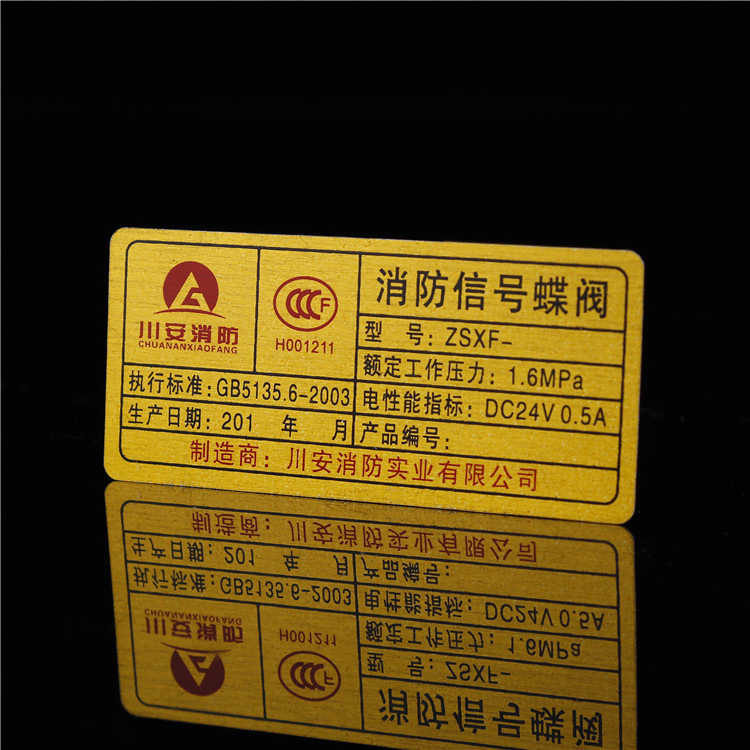 川安消防
CHUANANXIAOFANG
CCCF
H001211
消防信号蝶阀
型 号: ZSXF-
额定工作压力: 1.6MPa
执行标准: GB5135.6-2003
电性能指标: DC24V 0.5A
生产日期: 201 年 月
产品编号:
制造商: 川安消防实业有限公司